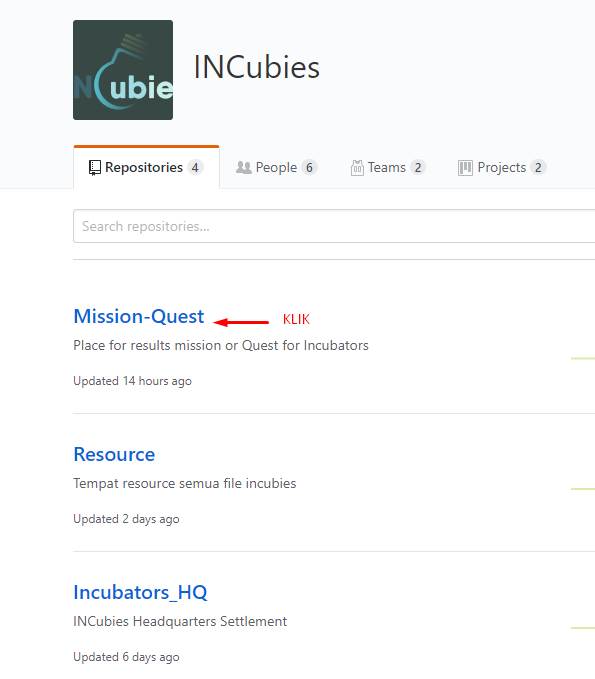 NCubie
INCubies
Repositories 4 People 6 Teams 2 Projects 2
Search repositories...
Mission-Quest KLIK
Place for results mission or Quest for Incubators
Updated 14 hours ago
Resource
Tempat resource semua file incubies
Updated 2 days ago
Incubators_HQ
INCubies Headquarters Settlement
Updated 6 days ago